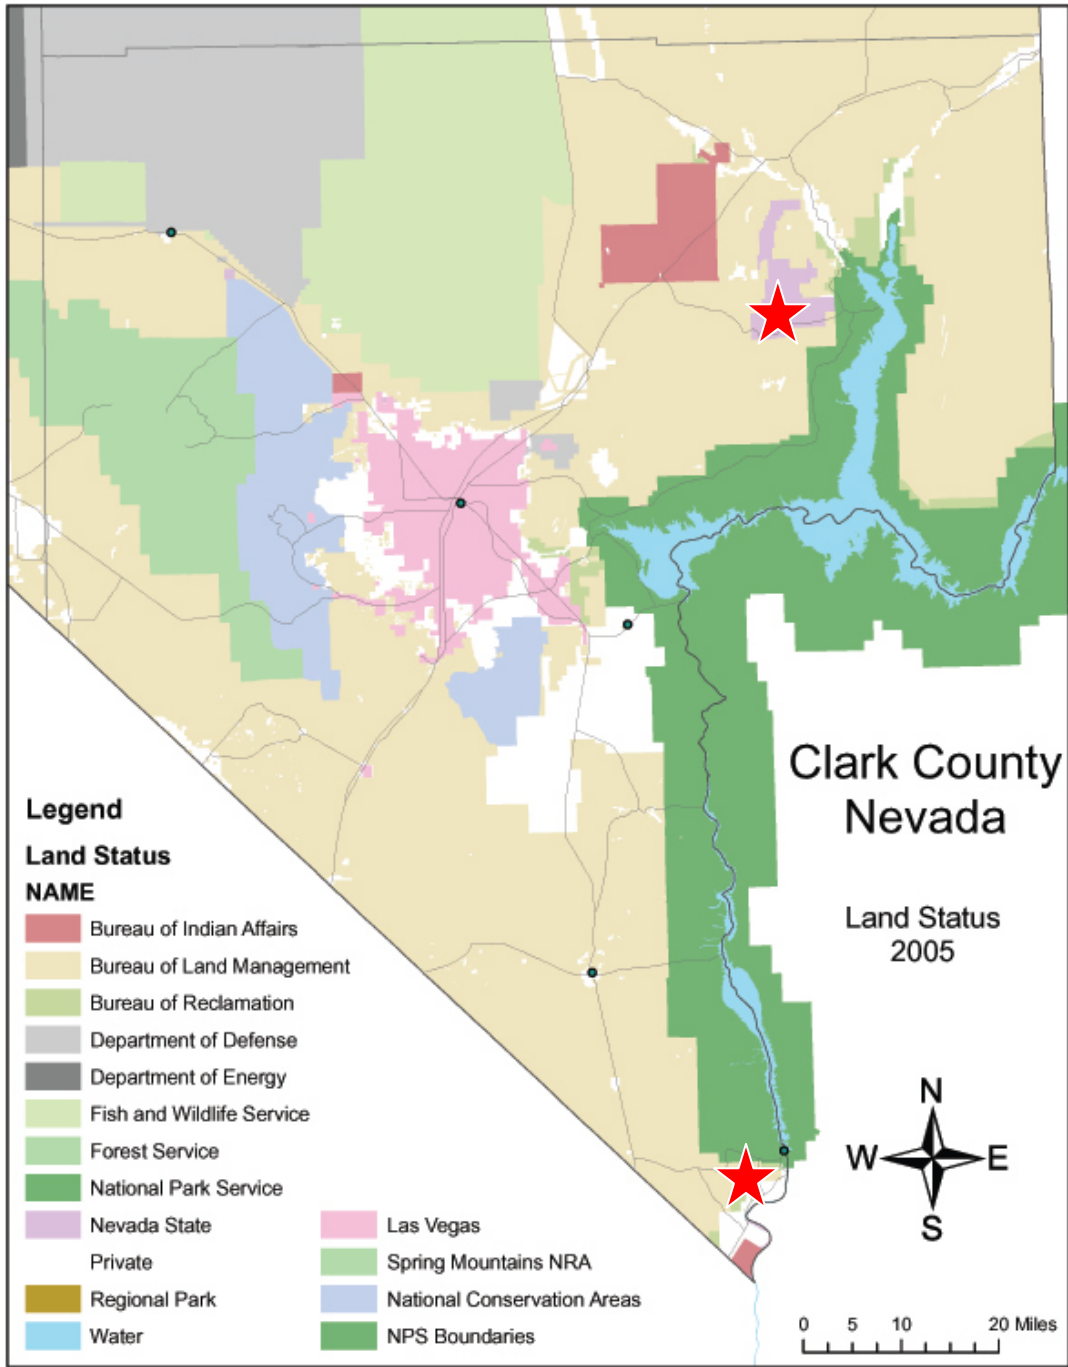 Clark County
Nevada
Land Status
2005
Legend
Land Status
NAME
Bureau of Indian Affairs
Bureau of Land Management
Bureau of Reclamation
Department of Defense
Department of Energy
Fish and Wildlife Service
Forest Service
National Park Service
Nevada State
Private
Regional Park
Water
Las Vegas
Spring Mountains NRA
National Conservation Areas
NPS Boundaries
N
W E
S
0 5 10 20 Miles